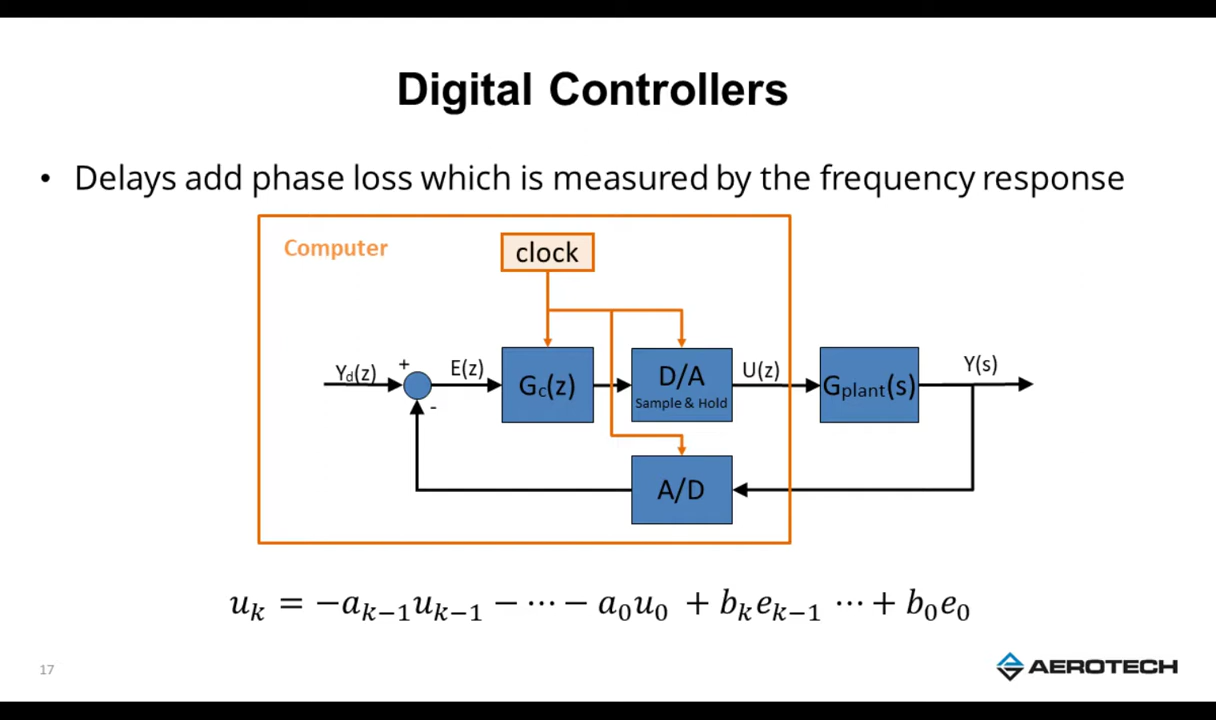 Digital Controllers
• Delays add phase loss which is measured by the frequency response
Computer
clock
Yd(z)
+
-
E(z)
Gc(z)
D/A
Sample & Hold
U(z)
Gplant(s)
Y(s)
A/D
𝑢ₖ = −𝑎ₖ₋₁𝑢ₖ₋₁ − ⋯ − 𝑎₀𝑢₀ + 𝑏ₖ𝑒ₖ₋₁ ⋯ + 𝑏₀𝑒₀
17
AEROTECH